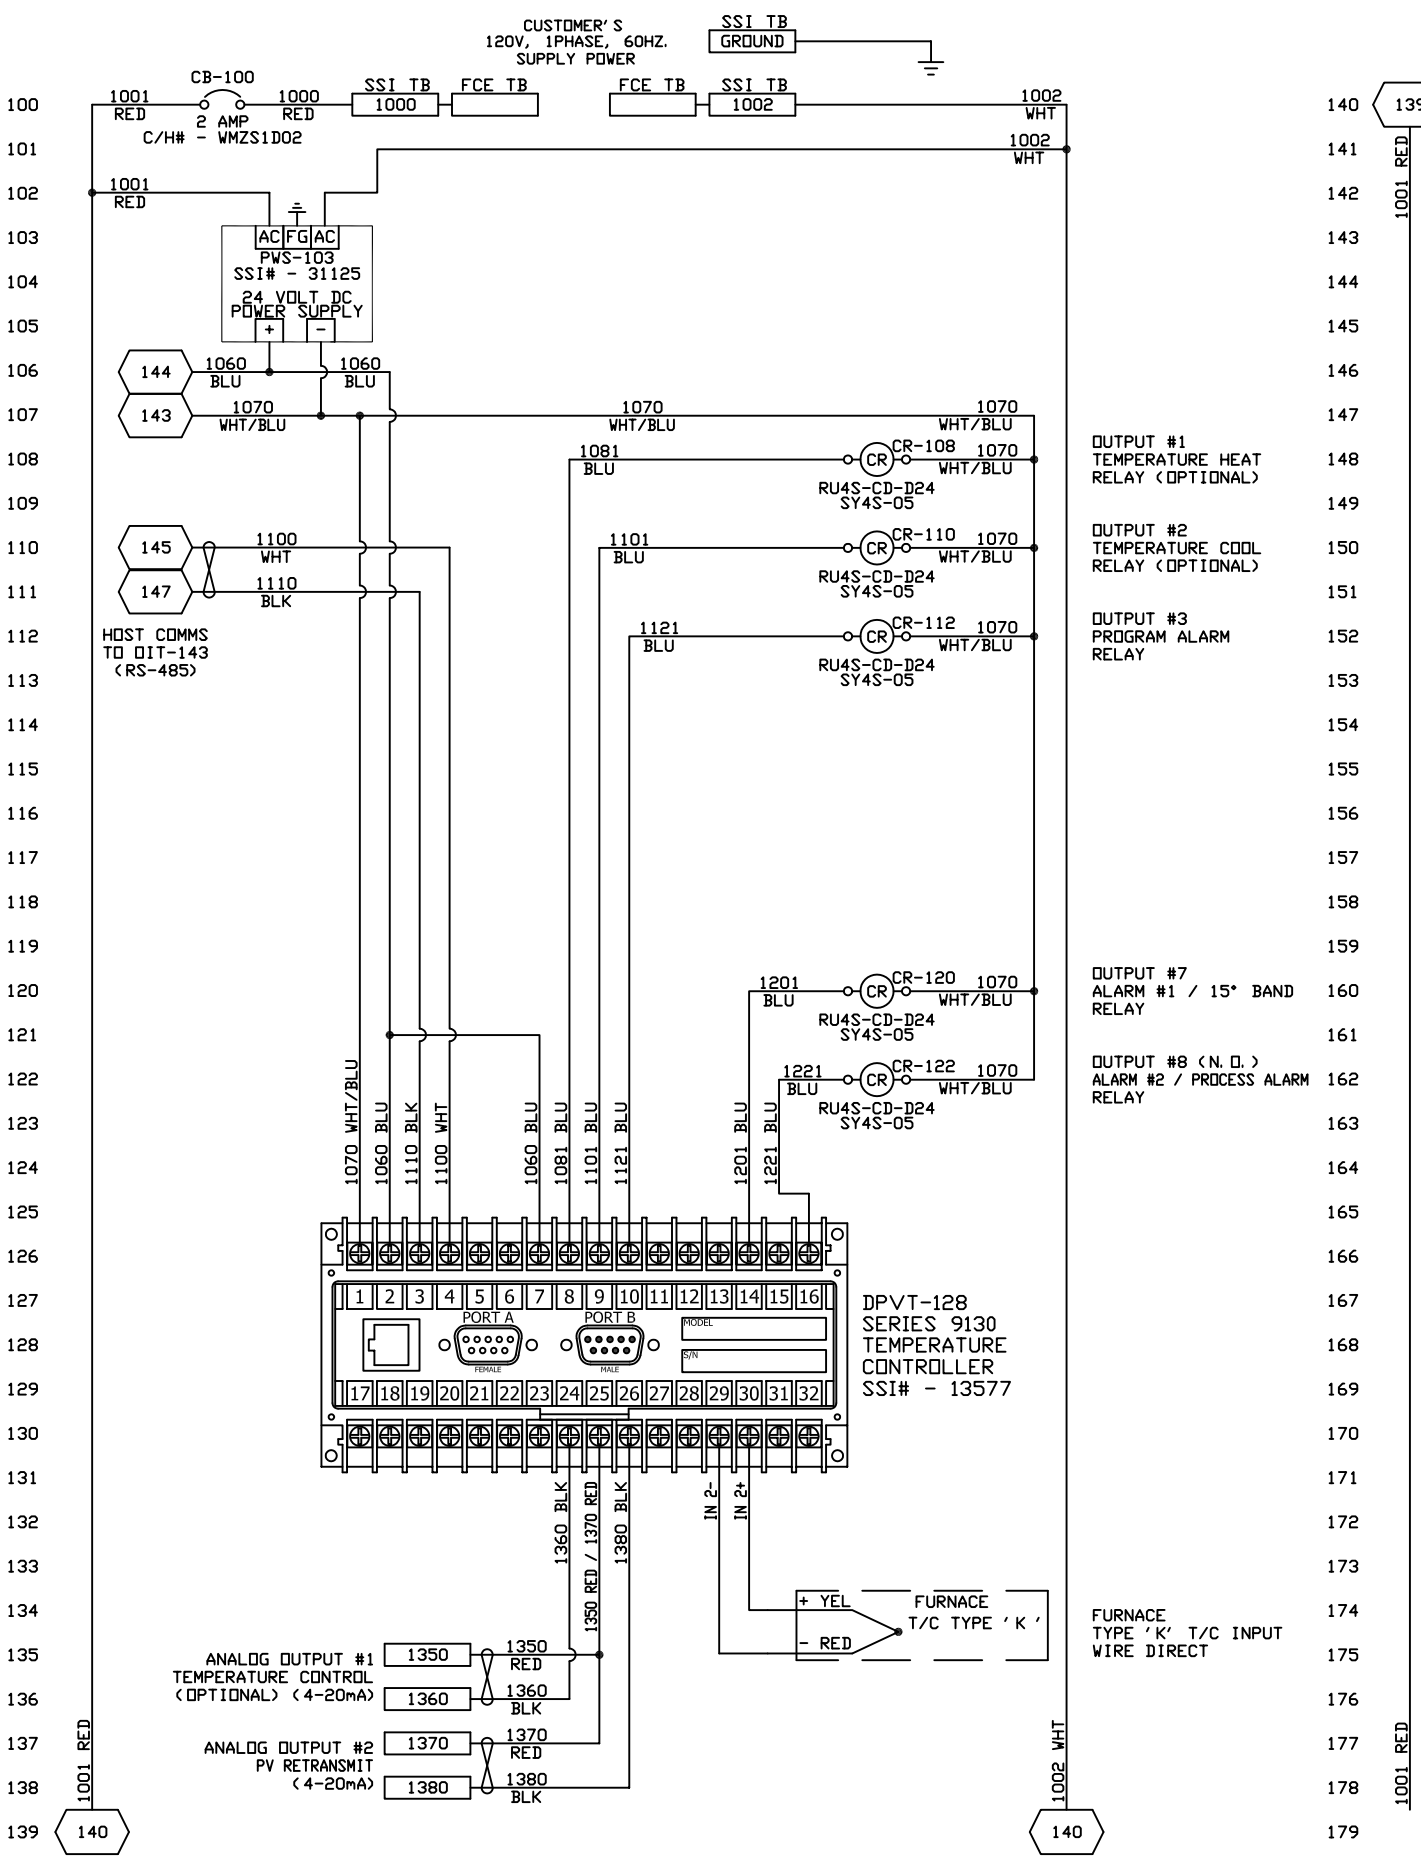 CUSTOMER'S
120V, 1PHASE, 60HZ.
SUPPLY POWER
SSI TB
GROUND
CB-100
100
1001
RED
2 AMP
C/H# - WMZS1D02
1000
RED
SSI TB
1000
FCE TB
FCE TB
SSI TB
1002
1002
WHT
140
139
101
1002
WHT
141
1001 RED
102
1001
RED
142
103
AC FG AC
PWS-103
SSI# - 31125
24 VOLT DC
POWER SUPPLY
+ -
143
104
144
105
145
106
144
1060
BLU
1060
BLU
146
107
143
1070
WHT/BLU
1070
WHT/BLU
1070
WHT/BLU
147
108
1081
BLU
CR
CR-108
1070
WHT/BLU
RU4S-CD-D24
SY4S-05
OUTPUT #1
TEMPERATURE HEAT
RELAY (OPTIONAL)
148
109
149
110
145
1100
WHT
1101
BLU
CR
CR-110
1070
WHT/BLU
RU4S-CD-D24
SY4S-05
OUTPUT #2
TEMPERATURE COOL
RELAY (OPTIONAL)
150
111
147
1110
BLK
151
112
HOST COMMS
TO OIT-143
(RS-485)
1121
BLU
CR
CR-112
1070
WHT/BLU
RU4S-CD-D24
SY4S-05
OUTPUT #3
PROGRAM ALARM
RELAY
152
113
153
114
154
115
155
116
156
117
157
118
158
119
159
120
1201
BLU
CR
CR-120
1070
WHT/BLU
RU4S-CD-D24
SY4S-05
OUTPUT #7
ALARM #1 / 15° BAND
RELAY
160
121
161
122
1221
BLU
CR
CR-122
1070
WHT/BLU
RU4S-CD-D24
SY4S-05
OUTPUT #8 (N.O.)
ALARM #2 / PROCESS ALARM
RELAY
162
123
163
124
1070 WHT/BLU
1060 BLU
1110 BLK
1100 WHT
1060 BLU
1081 BLU
1101 BLU
1121 BLU
1201 BLU
1221 BLU
164
125
165
126
166
127
1 2 3 4 5 6 7 8 9 10 11 12 13 14 15 16
167
128
PORT A
FEMALE
PORT B
MALE
MODEL
S/N
DPVT-128
SERIES 9130
TEMPERATURE
CONTROLLER
SSI# - 13577
168
129
17 18 19 20 21 22 23 24 25 26 27 28 29 30 31 32
169
130
170
131
171
132
1360 BLK
1350 RED / 1370 RED
1380 BLK
IN 2-
IN 2+
172
133
173
134
+ YEL
- RED
FURNACE
T/C TYPE 'K'
FURNACE
TYPE 'K' T/C INPUT
WIRE DIRECT
174
135
ANALOG OUTPUT #1
TEMPERATURE CONTROL
(OPTIONAL) (4-20mA)
1350
1350
RED
175
136
1360
1360
BLK
176
137
1001 RED
ANALOG OUTPUT #2
PV RETRANSMIT
(4-20mA)
1370
1370
RED
1002 WHT
177
1001 RED
138
1380
1380
BLK
178
139
140
140
179